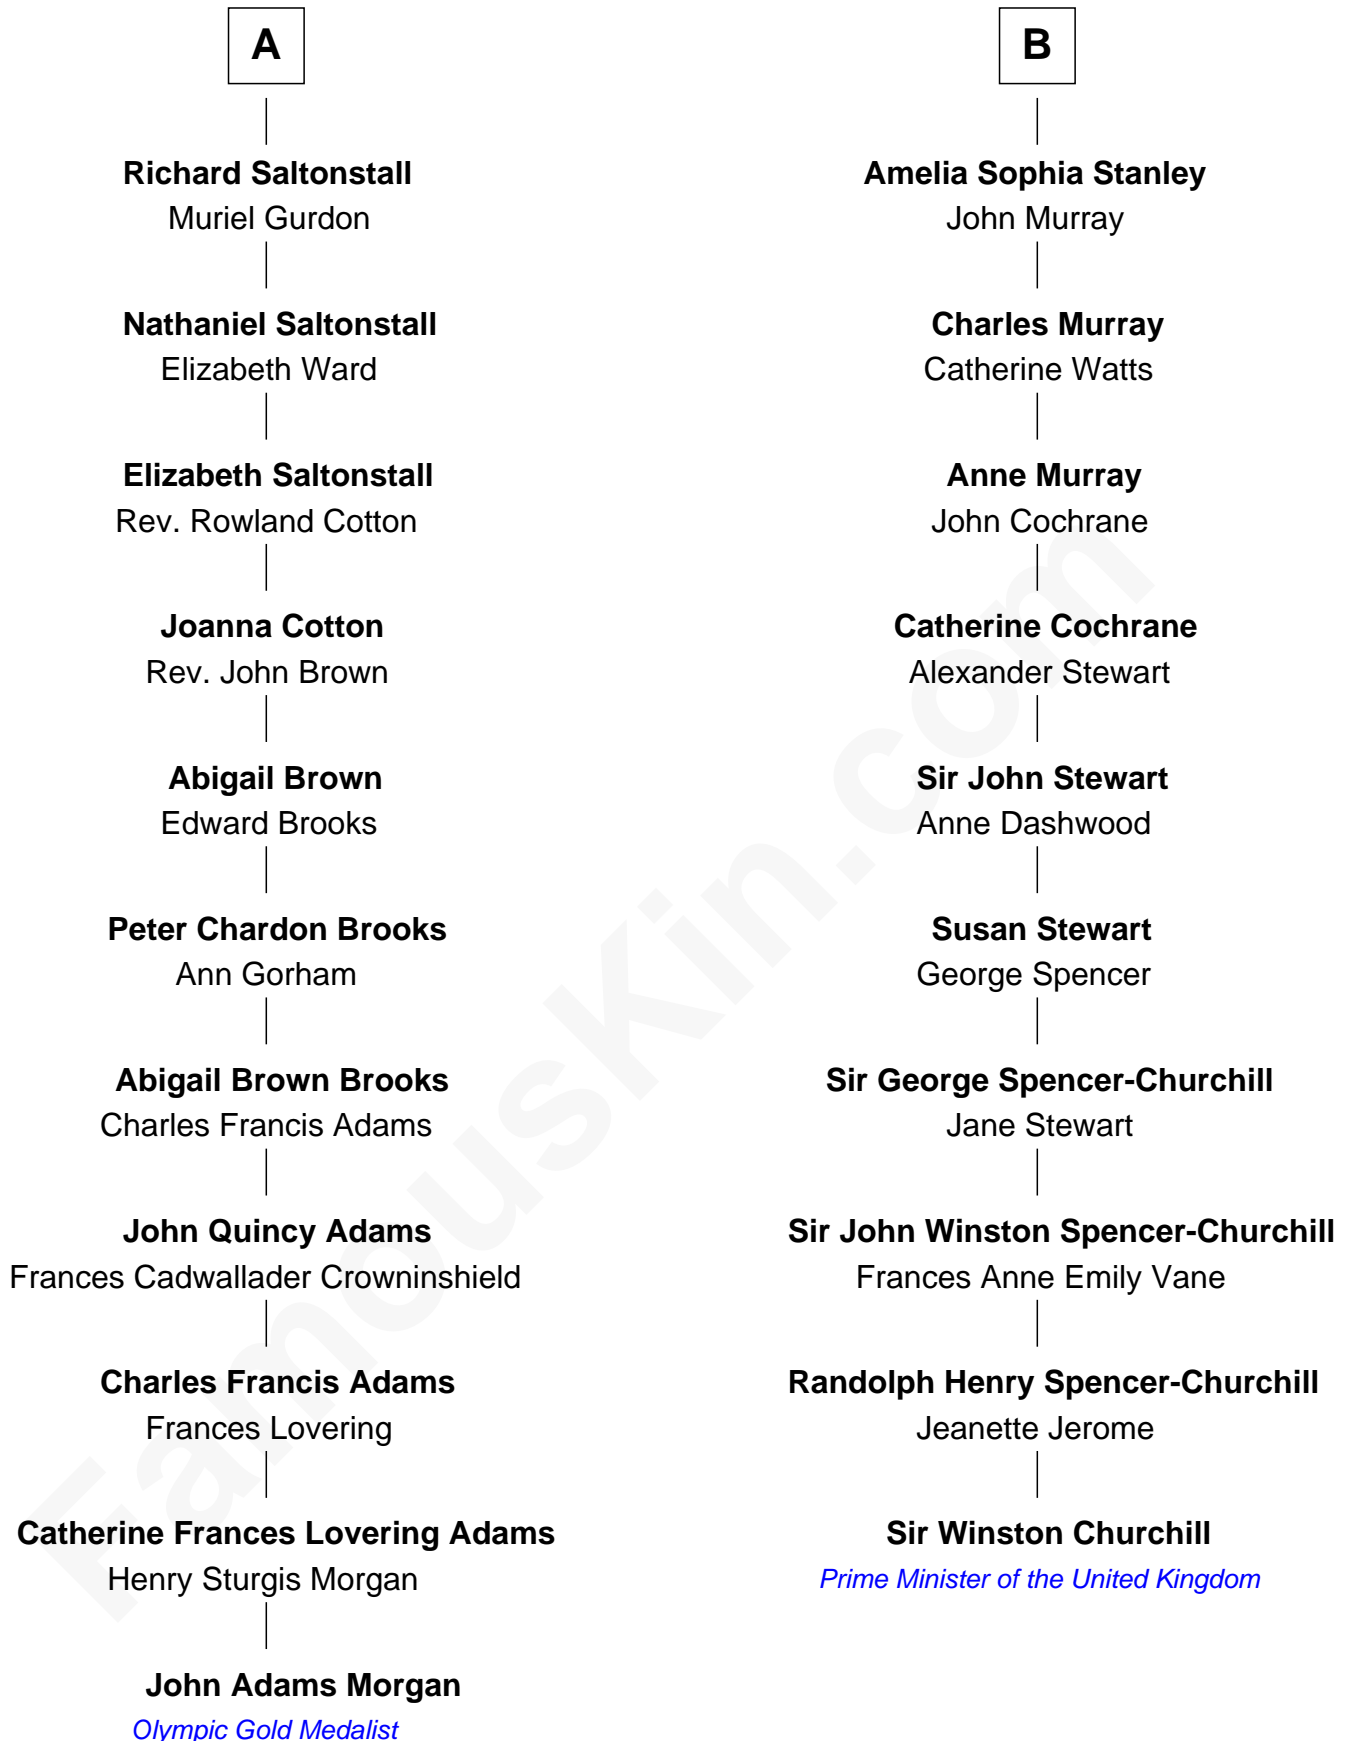 A
Richard Saltonstall
Muriel Gurdon
Nathaniel Saltonstall
Elizabeth Ward
Elizabeth Saltonstall
Rev. Rowland Cotton
Joanna Cotton
Rev. John Brown
Abigail Brown
Edward Brooks
Peter Chardon Brooks
Ann Gorham
Abigail Brown Brooks
Charles Francis Adams
John Quincy Adams
Frances Cadwallader Crowninshield
Charles Francis Adams
Frances Lovering
Catherine Frances Lovering Adams
Henry Sturgis Morgan
John Adams Morgan
Olympic Gold Medalist
B
Amelia Sophia Stanley
John Murray
Charles Murray
Catherine Watts
Anne Murray
John Cochrane
Catherine Cochrane
Alexander Stewart
Sir John Stewart
Anne Dashwood
Susan Stewart
George Spencer
Sir George Spencer-Churchill
Jane Stewart
Sir John Winston Spencer-Churchill
Frances Anne Emily Vane
Randolph Henry Spencer-Churchill
Jeanette Jerome
Sir Winston Churchill
Prime Minister of the United Kingdom
FamousKin.com